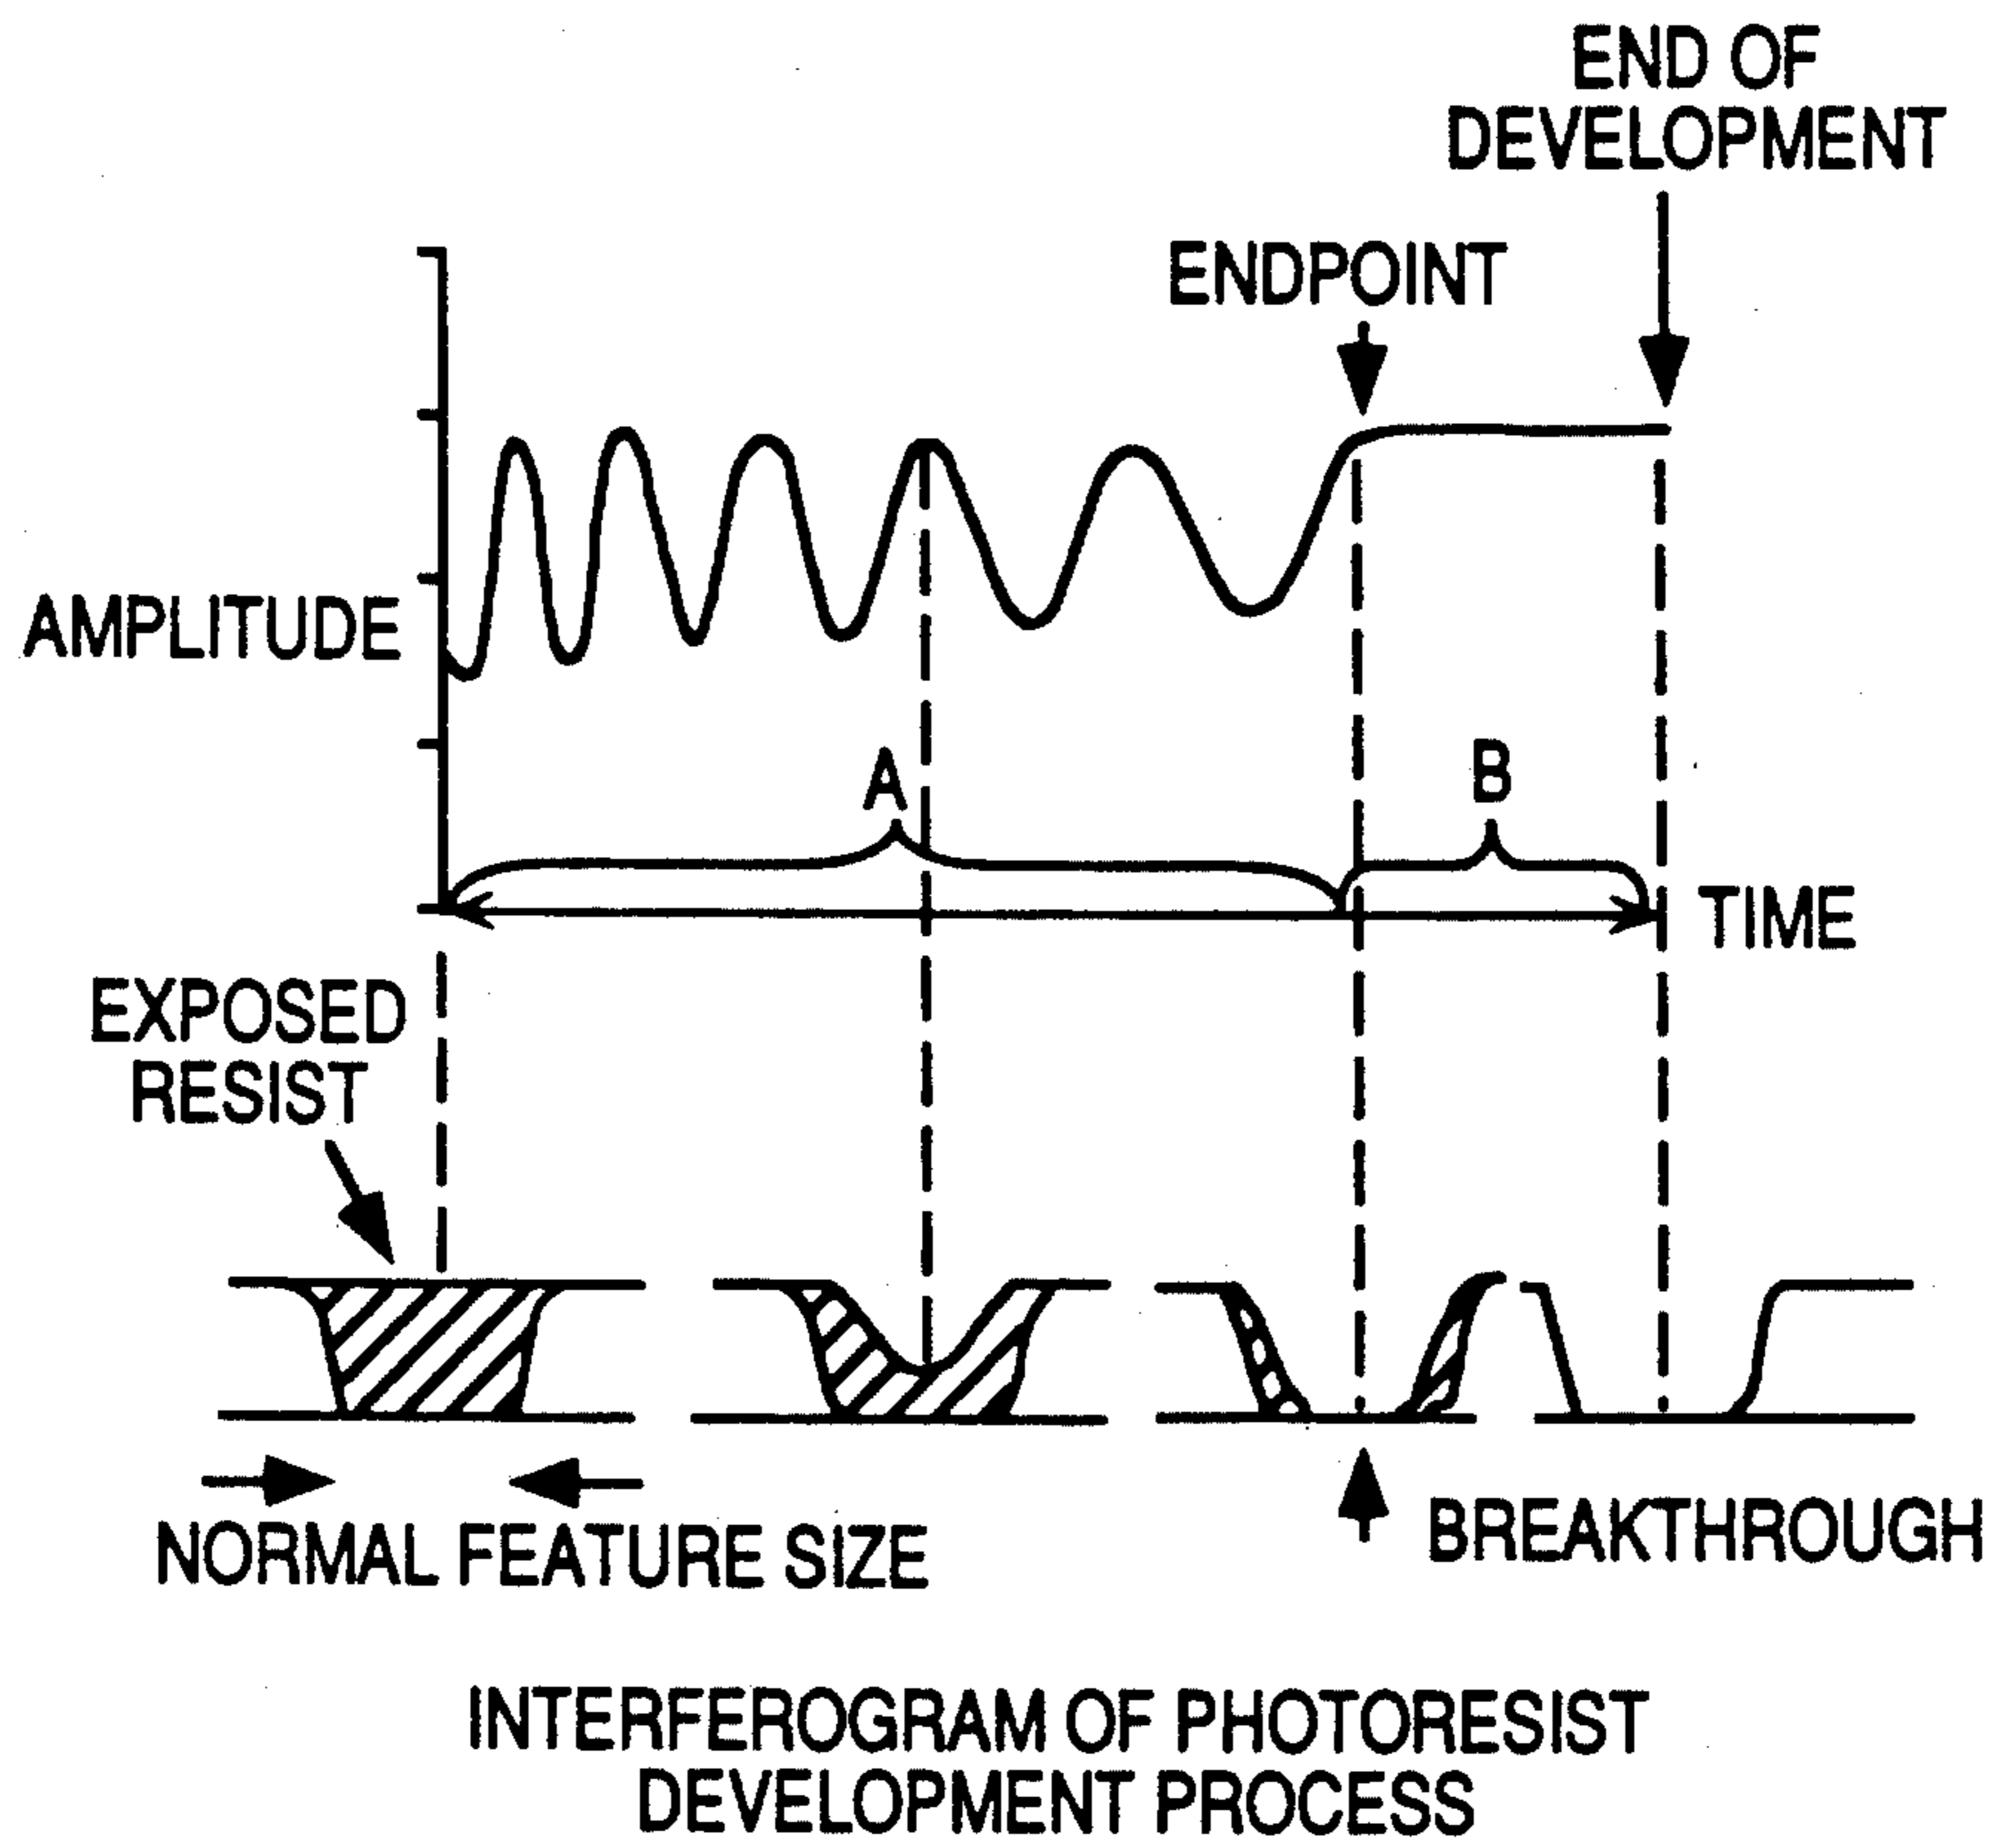 END OF
DEVELOPMENT
ENDPOINT
AMPLITUDE
A
B
TIME
EXPOSED
RESIST
NORMAL FEATURE SIZE
BREAKTHROUGH
INTERFEROGRAM OF PHOTORESIST
DEVELOPMENT PROCESS